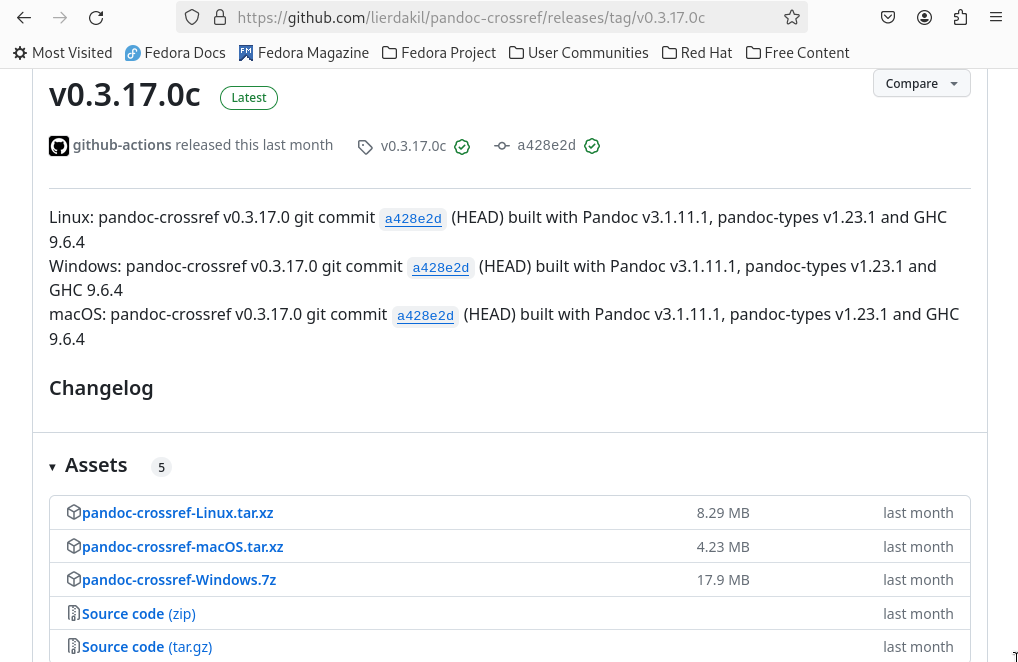 https://github.com/lierdakil/pandoc-crossref/releases/tag/v0.3.17.0c
Most Visited Fedora Docs Fedora Magazine Fedora Project User Communities Red Hat Free Content
v0.3.17.0c Latest Compare
github-actions released this last month v0.3.17.0c a428e2d
Linux: pandoc-crossref v0.3.17.0 git commit a428e2d (HEAD) built with Pandoc v3.1.11.1, pandoc-types v1.23.1 and GHC
9.6.4
Windows: pandoc-crossref v0.3.17.0 git commit a428e2d (HEAD) built with Pandoc v3.1.11.1, pandoc-types v1.23.1 and
GHC 9.6.4
macOS: pandoc-crossref v0.3.17.0 git commit a428e2d (HEAD) built with Pandoc v3.1.11.1, pandoc-types v1.23.1 and GHC
9.6.4
Changelog
Assets 5
pandoc-crossref-Linux.tar.xz 8.29 MB last month
pandoc-crossref-macOS.tar.xz 4.23 MB last month
pandoc-crossref-Windows.7z 17.9 MB last month
Source code (zip) last month
Source code (tar.gz) last month